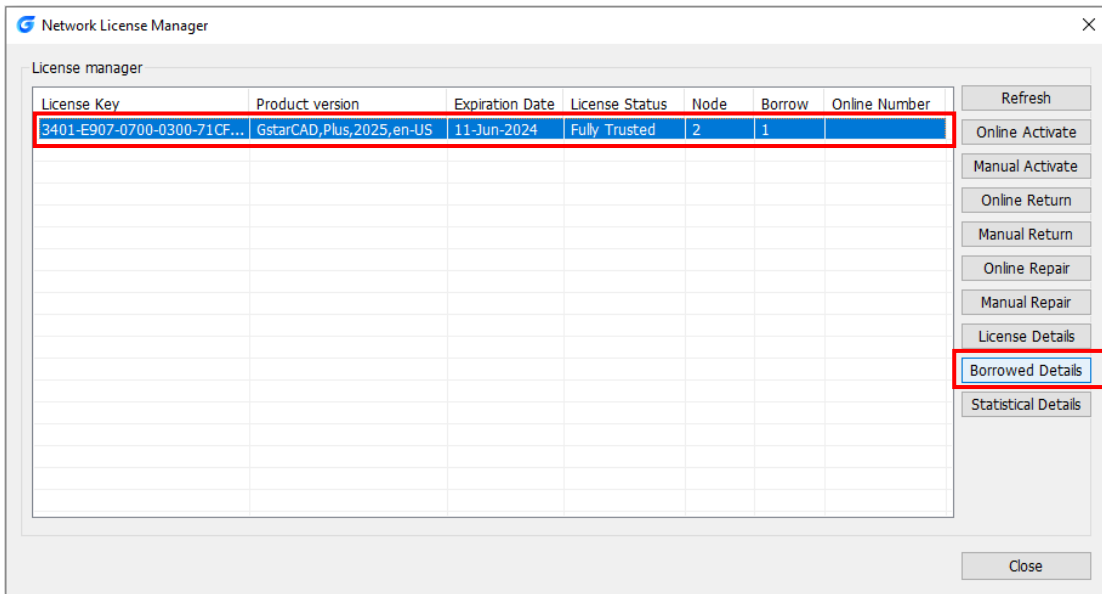 Network License Manager
License manager
License Key Product version Expiration Date License Status Node Borrow Online Number
3401-E907-0700-0300-71CF... GstarCAD,Plus,2025,en-US 11-Jun-2024 Fully Trusted 2 1
Refresh
Online Activate
Manual Activate
Online Return
Manual Return
Online Repair
Manual Repair
License Details
Borrowed Details
Statistical Details
Close